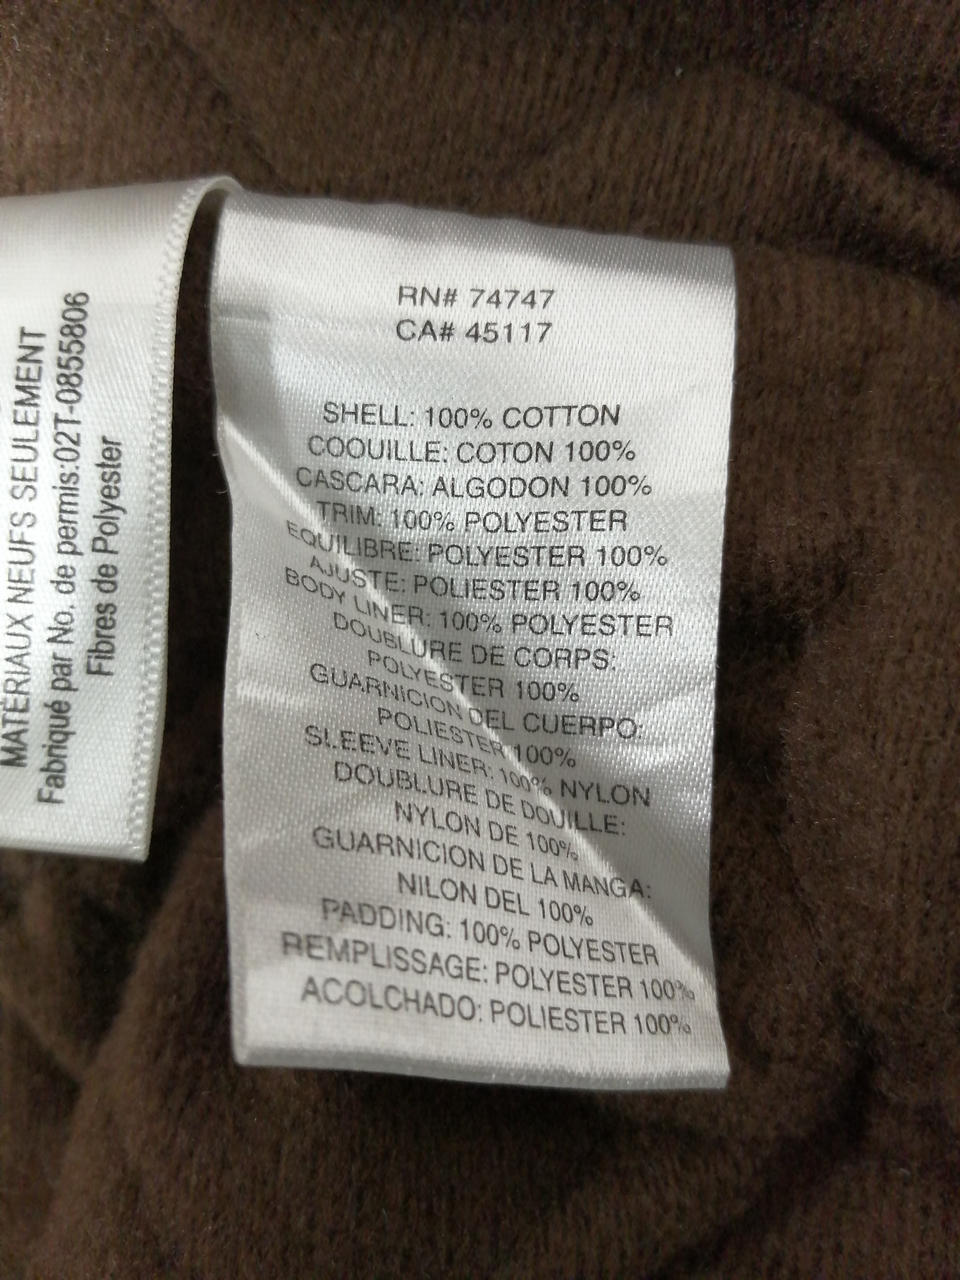 MATÉRIAUX NEUFS SEULEMENT
Fabriqué par No. de permis:02T-0855806
Fibres de Polyester
RN# 74747
CA# 45117
SHELL: 100% COTTON
COOUILLE: COTON 100%
CASCARA: ALGODON 100%
TRIM: 100% POLYESTER
EQUILIBRE: POLYESTER 100%
AJUSTE: POLIESTER 100%
BODY LINER: 100% POLYESTER
DOUBLURE DE CORPS:
POLYESTER 100%
GUARNICION DEL CUERPO:
POLIESTER 100%
SLEEVE LINER: 100% NYLON
DOUBLURE DE DOUILLE:
NYLON DE 100%
GUARNICION DE LA MANGA:
NILON DEL 100%
PADDING: 100% POLYESTER
REMPLISSAGE: POLYESTER 100%
ACOLCHADO: POLIESTER 100%